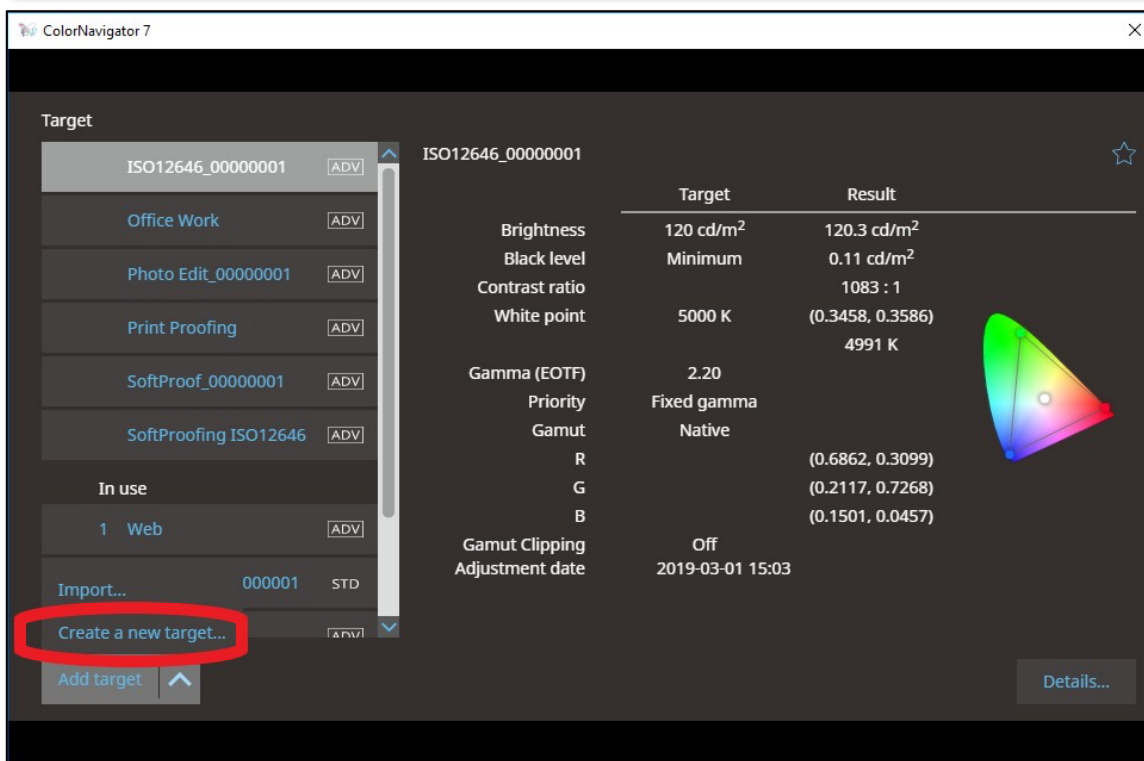 ColorNavigator 7
Target
ISO12646_00000001 ADV
Office Work ADV
Photo Edit_00000001 ADV
Print Proofing ADV
SoftProof_00000001 ADV
SoftProofing ISO12646 ADV
In use
1 Web ADV
Import... 000001 STD
Create a new target... ADV
Add target
ISO12646_00000001
Target Result
Brightness 120 cd/m² 120.3 cd/m²
Black level Minimum 0.11 cd/m²
Contrast ratio 1083 : 1
White point 5000 K (0.3458, 0.3586)
4991 K
Gamma (EOTF) 2.20
Priority Fixed gamma
Gamut Native
R (0.6862, 0.3099)
G (0.2117, 0.7268)
B (0.1501, 0.0457)
Gamut Clipping Off
Adjustment date 2019-03-01 15:03
Details...